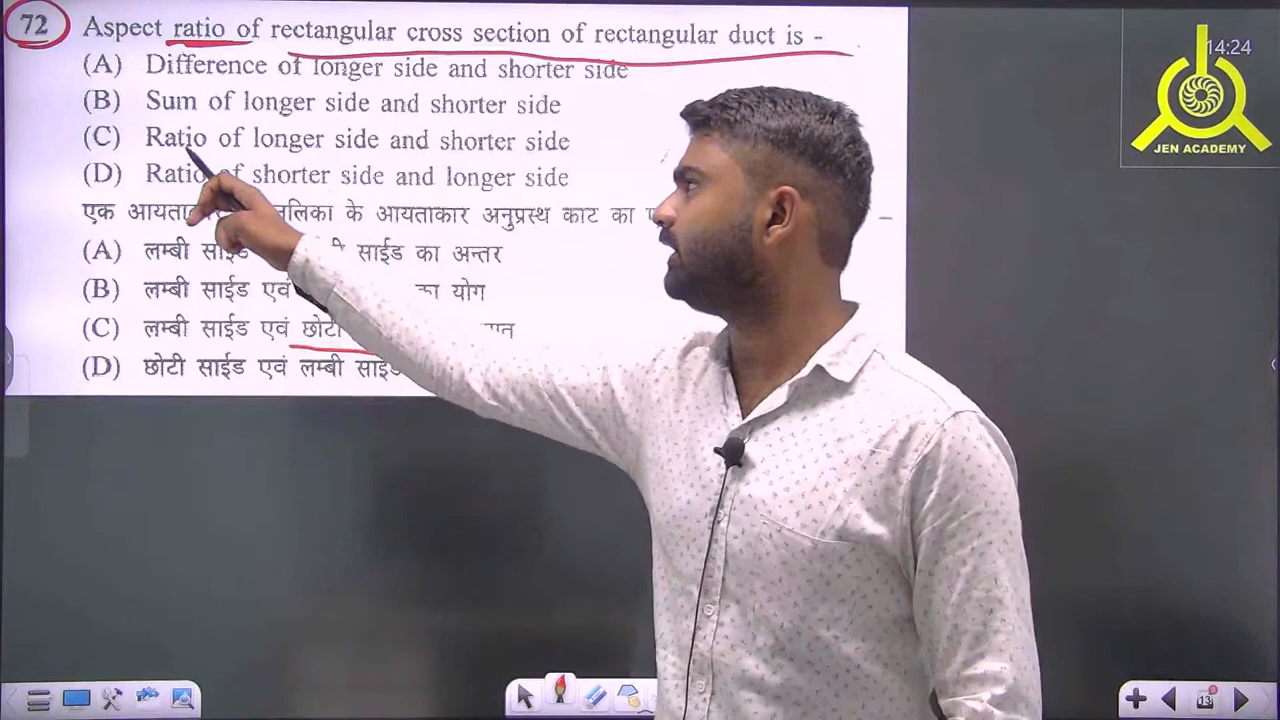 72 Aspect ratio of rectangular cross section of rectangular duct is -
(A) Difference of longer side and shorter side
(B) Sum of longer side and shorter side
(C) Ratio of longer side and shorter side
(D) Ratio of shorter side and longer side
एक नलिका के आयताकार अनुप्रस्थ काट का
(A) लम्बी साईड का अन्तर
(B) लम्बी साईड एवं का योग
(C) लम्बी साईड एवं छोटी
(D) छोटी साईड एवं लम्बी साईड
14:24
JEN ACADEMY
13